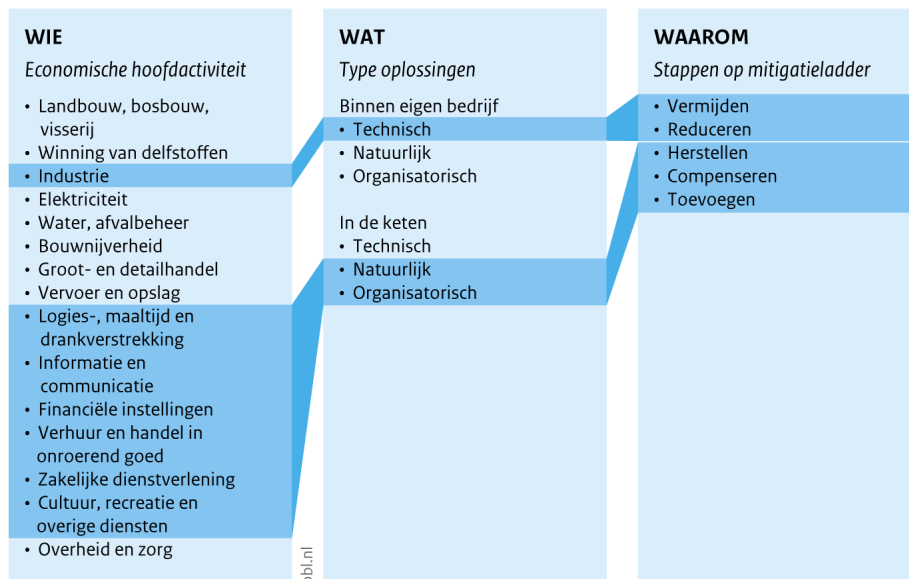 WIE
Economische hoofdactiviteit
• Landbouw, bosbouw,
visserij
• Winning van delfstoffen
• Industrie
• Elektriciteit
• Water, afvalbeheer
• Bouwnijverheid
• Groot- en detailhandel
• Vervoer en opslag
• Logies-, maaltijd en
drankverstrekking
• Informatie en
communicatie
• Financiële instellingen
• Verhuur en handel in
onroerend goed
• Zakelijke dienstverlening
• Cultuur, recreatie en
overige diensten
• Overheid en zorg
WAT
Type oplossingen
Binnen eigen bedrijf
• Technisch
• Natuurlijk
• Organisatorisch
In de keten
• Technisch
• Natuurlijk
• Organisatorisch
WAAROM
Stappen op mitigatieladder
• Vermijden
• Reduceren
• Herstellen
• Compenseren
• Toevoegen
pbl.nl